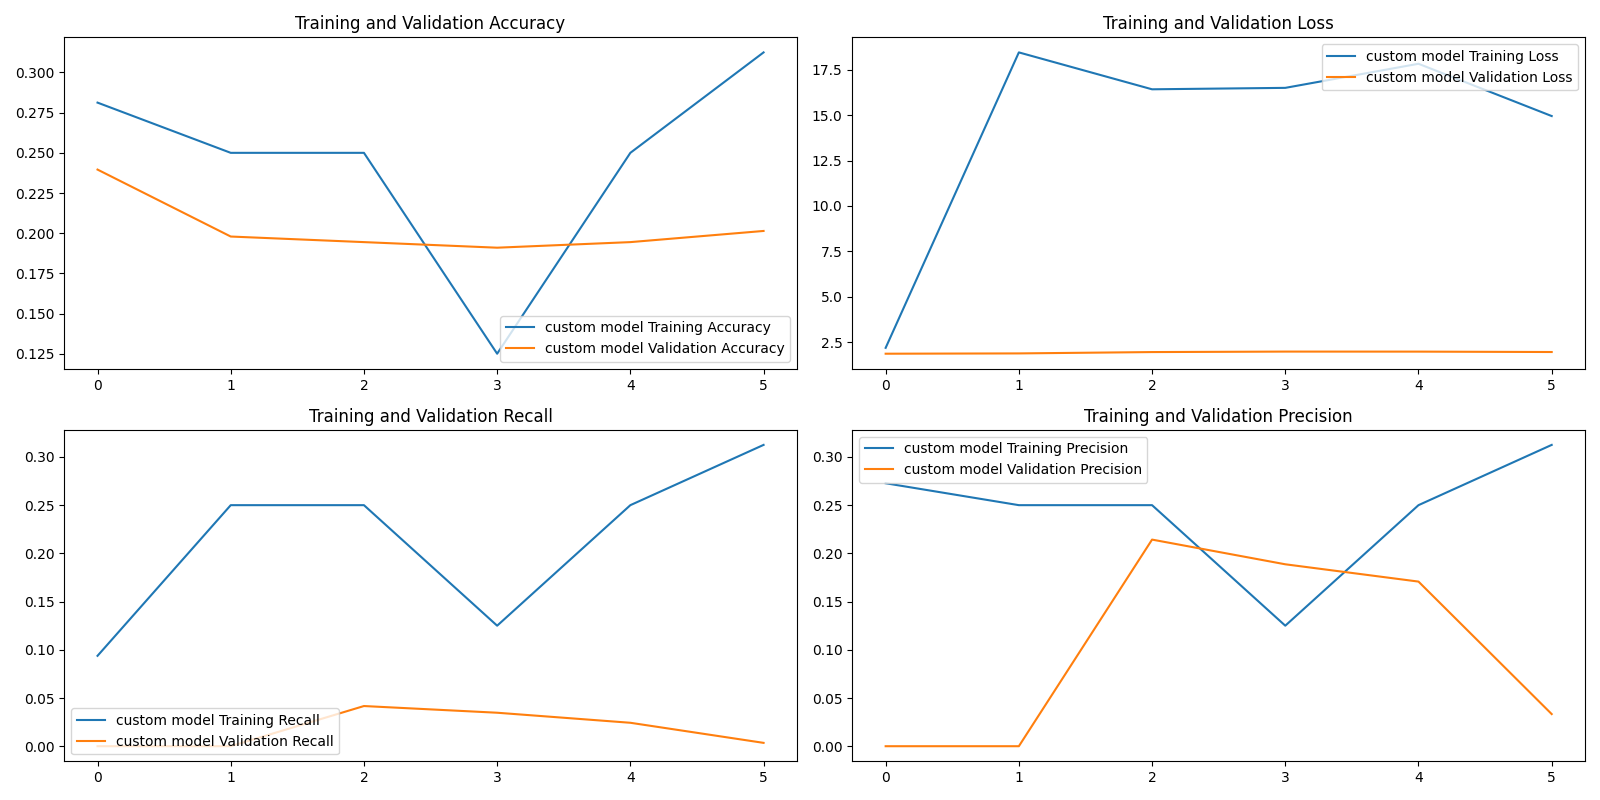 Training and Validation Accuracy
0.300
0.275
0.250
0.225
0.200
0.175
0.150
0.125
custom model Training Accuracy
custom model Validation Accuracy
0 1 2 3 4 5
Training and Validation Loss
17.5
15.0
12.5
10.0
7.5
5.0
2.5
custom model Training Loss
custom model Validation Loss
0 1 2 3 4 5
Training and Validation Recall
0.30
0.25
0.20
0.15
0.10
0.05
0.00
custom model Training Recall
custom model Validation Recall
0 1 2 3 4 5
Training and Validation Precision
0.30
0.25
0.20
0.15
0.10
0.05
0.00
custom model Training Precision
custom model Validation Precision
0 1 2 3 4 5